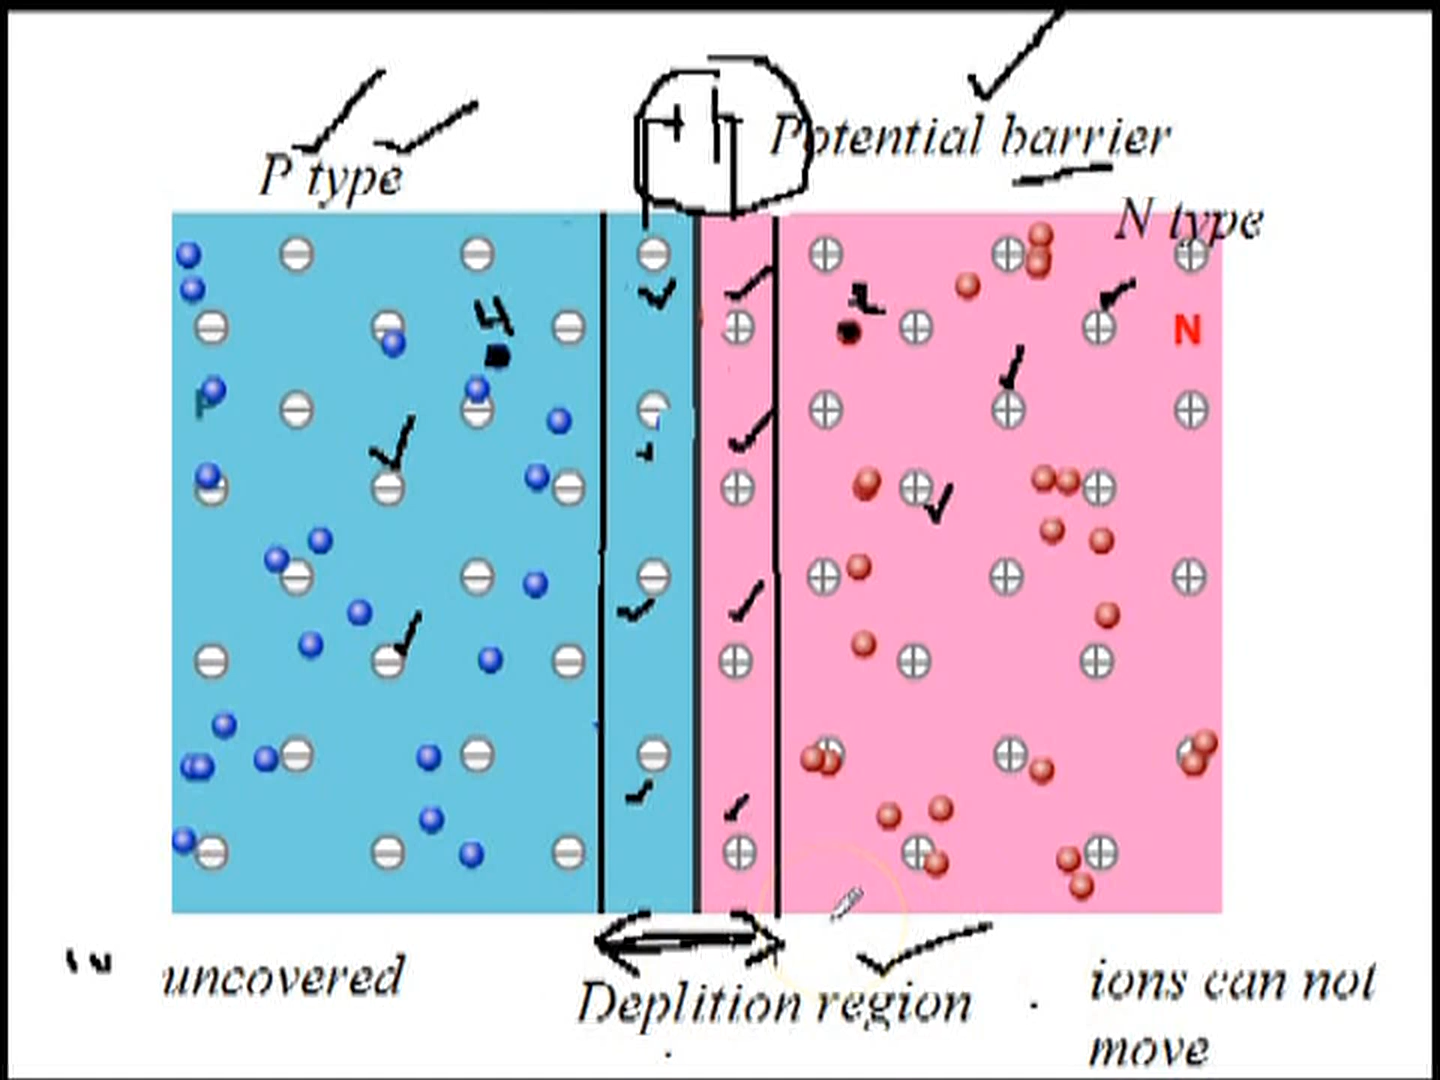 Potential barrier
P type
N type
N
P
uncovered
Deplition region
ions can not
move